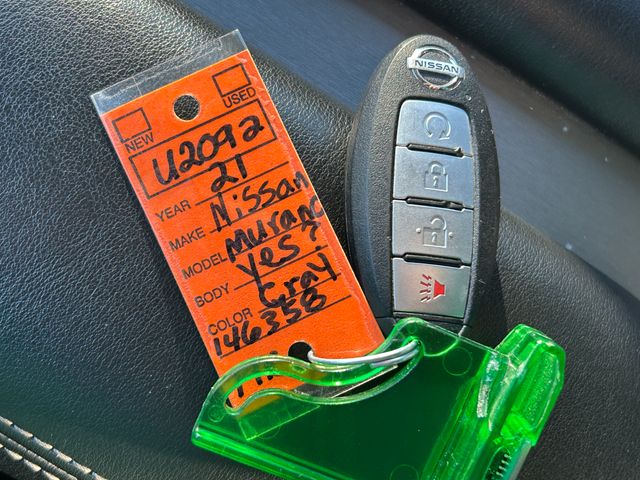 NEW
USED
U2092
YEAR 21
MAKE Nissan
MODEL Murano
BODY Yes?
COLOR Gray
146358
NISSAN